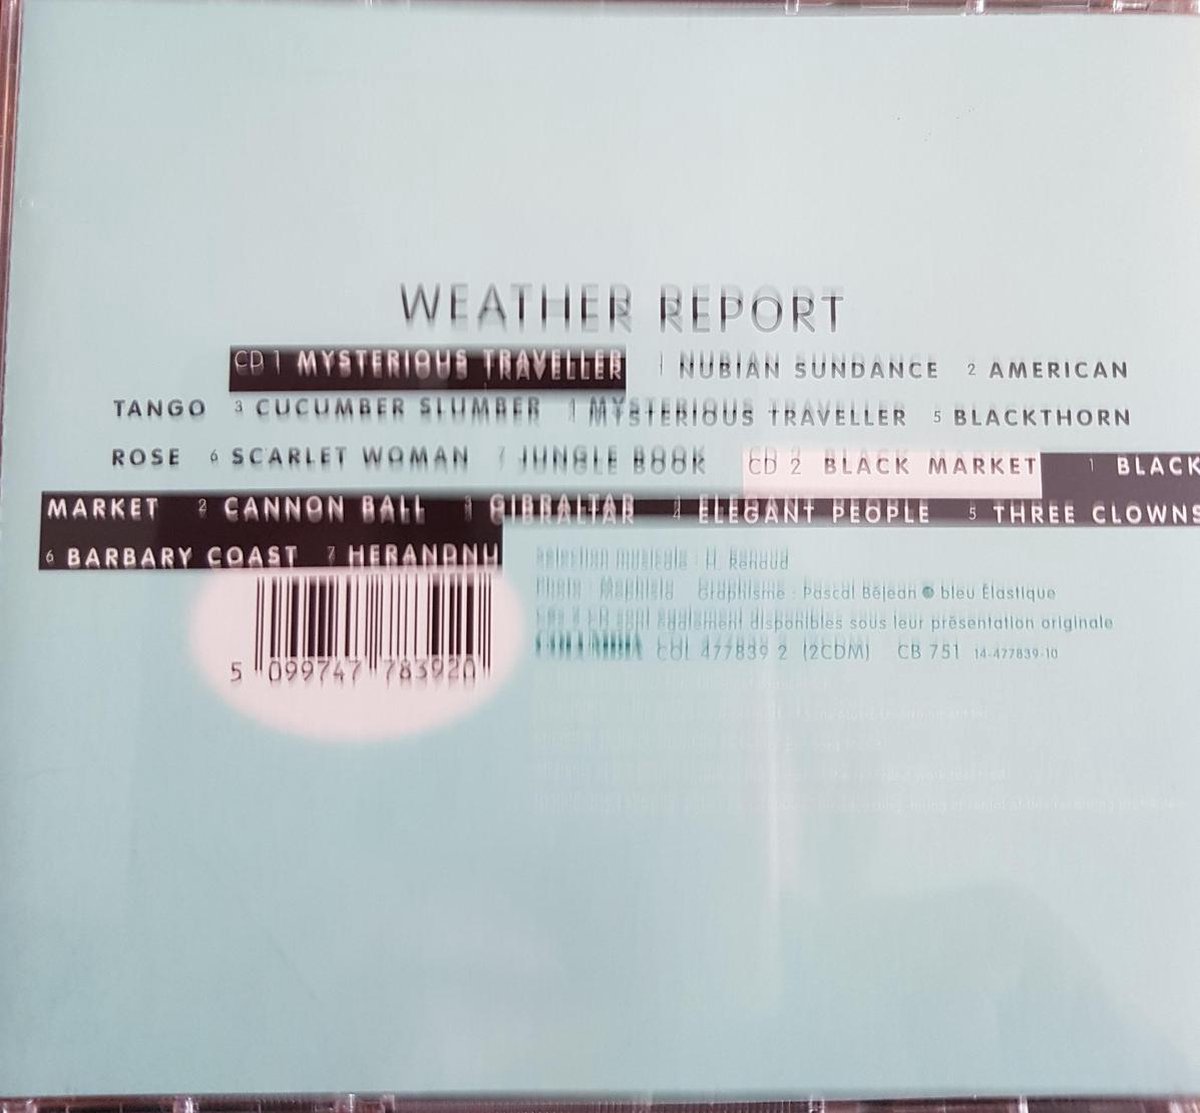 WEATHER REPORT
CD 1 MYSTERIOUS TRAVELLER 1 NUBIAN SUNDANCE 2 AMERICAN
TANGO 3 CUCUMBER SLUMBER 4 MYSTERIOUS TRAVELLER 5 BLACKTHORN
ROSE 6 SCARLET WOMAN 7 JUNGLE BOOK CD 2 BLACK MARKET 1 BLACK
MARKET 2 CANNON BALL 3 GIBRALTAR 4 ELEGANT PEOPLE 5 THREE CLOWNS
6 BARBARY COAST 7 HERANDNU
Sélection musicale : H. Renaud
Photo : Graphisme : Pascal Béjean bleu Élastique
Les 2 LP sont également disponibles sous leur présentation originale
COLUMBIA COL 477839 2 (2CDM) CB 751 14-477839-10
5 099747 783920